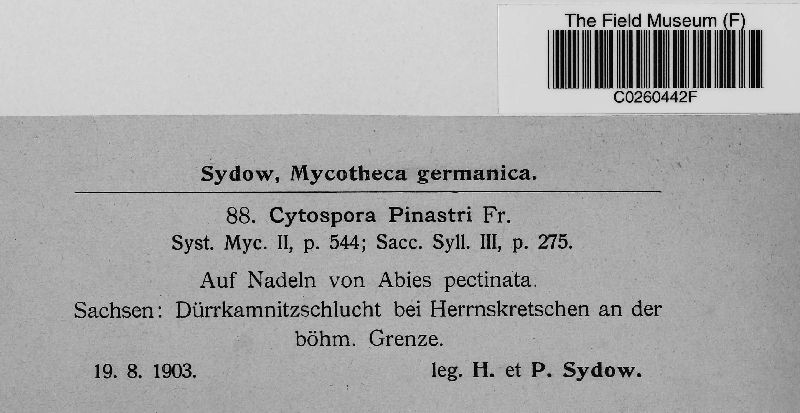 The Field Museum (F)
C0260442F
Sydow, Mycotheca germanica.
88. Cytospora Pinastri Fr.
Syst. Myc. II, p. 544; Sacc. Syll. III, p. 275.
Auf Nadeln von Abies pectinata.
Sachsen: Dürrkamnitzschlucht bei Herrnskretschen an der
böhm. Grenze.
19. 8. 1903. leg. H. et P. Sydow.